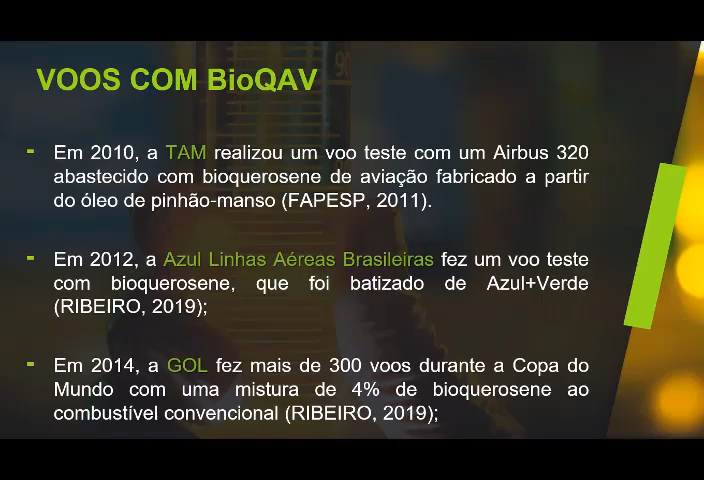 VOOS COM BioQAV
- Em 2010, a TAM realizou um voo teste com um Airbus 320
abastecido com bioquerosene de aviação fabricado a partir
do óleo de pinhão-manso (FAPESP, 2011).
- Em 2012, a Azul Linhas Aéreas Brasileiras fez um voo teste
com bioquerosene, que foi batizado de Azul+Verde
(RIBEIRO, 2019);
- Em 2014, a GOL fez mais de 300 voos durante a Copa do
Mundo com uma mistura de 4% de bioquerosene ao
combustível convencional (RIBEIRO, 2019);